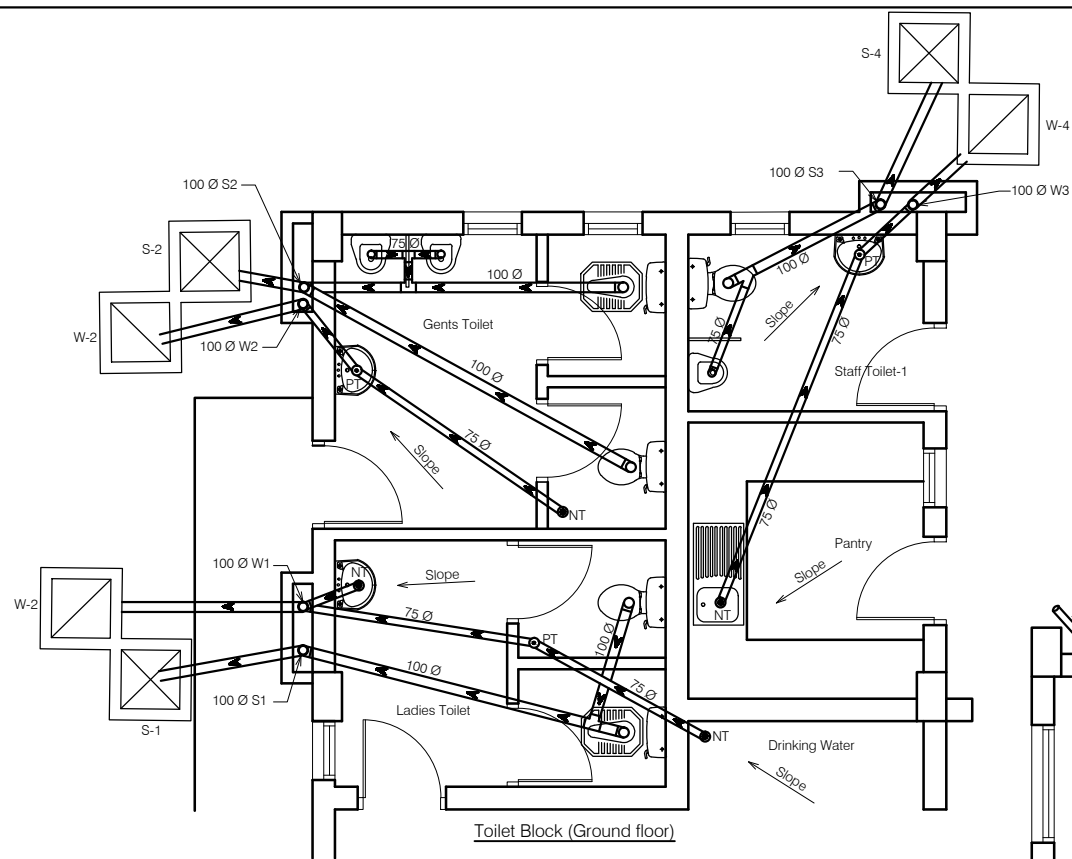 S-4
W-4
100 Ø S3
100 Ø W3
100 Ø S2
S-2
75 Ø
PT
100 Ø
100 Ø
Slope
75 Ø
75 Ø
Gents Toilet
W-2
100 Ø W2
PT
100 Ø
Staff Toilet-1
75 Ø
Slope
NT
75 Ø
Pantry
100 Ø W1
Slope
NT
Slope
W-2
NT
75 Ø
PT
100 Ø
100 Ø
75 Ø
100 Ø S1
Ladies Toilet
S-1
NT
Drinking Water
Slope
Toilet Block (Ground floor)